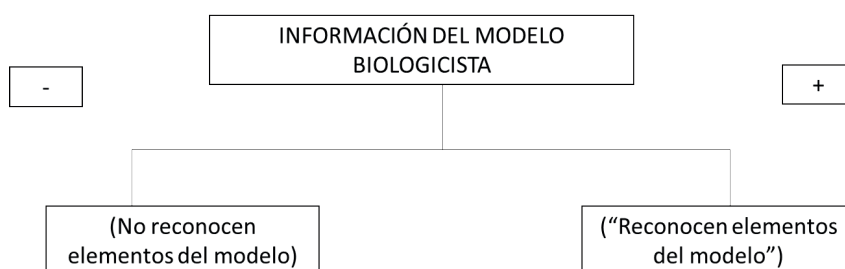 INFORMACIÓN DEL MODELO
BIOLOGICISTA
-
+
(No reconocen
elementos del modelo)
(“Reconocen elementos
del modelo”)